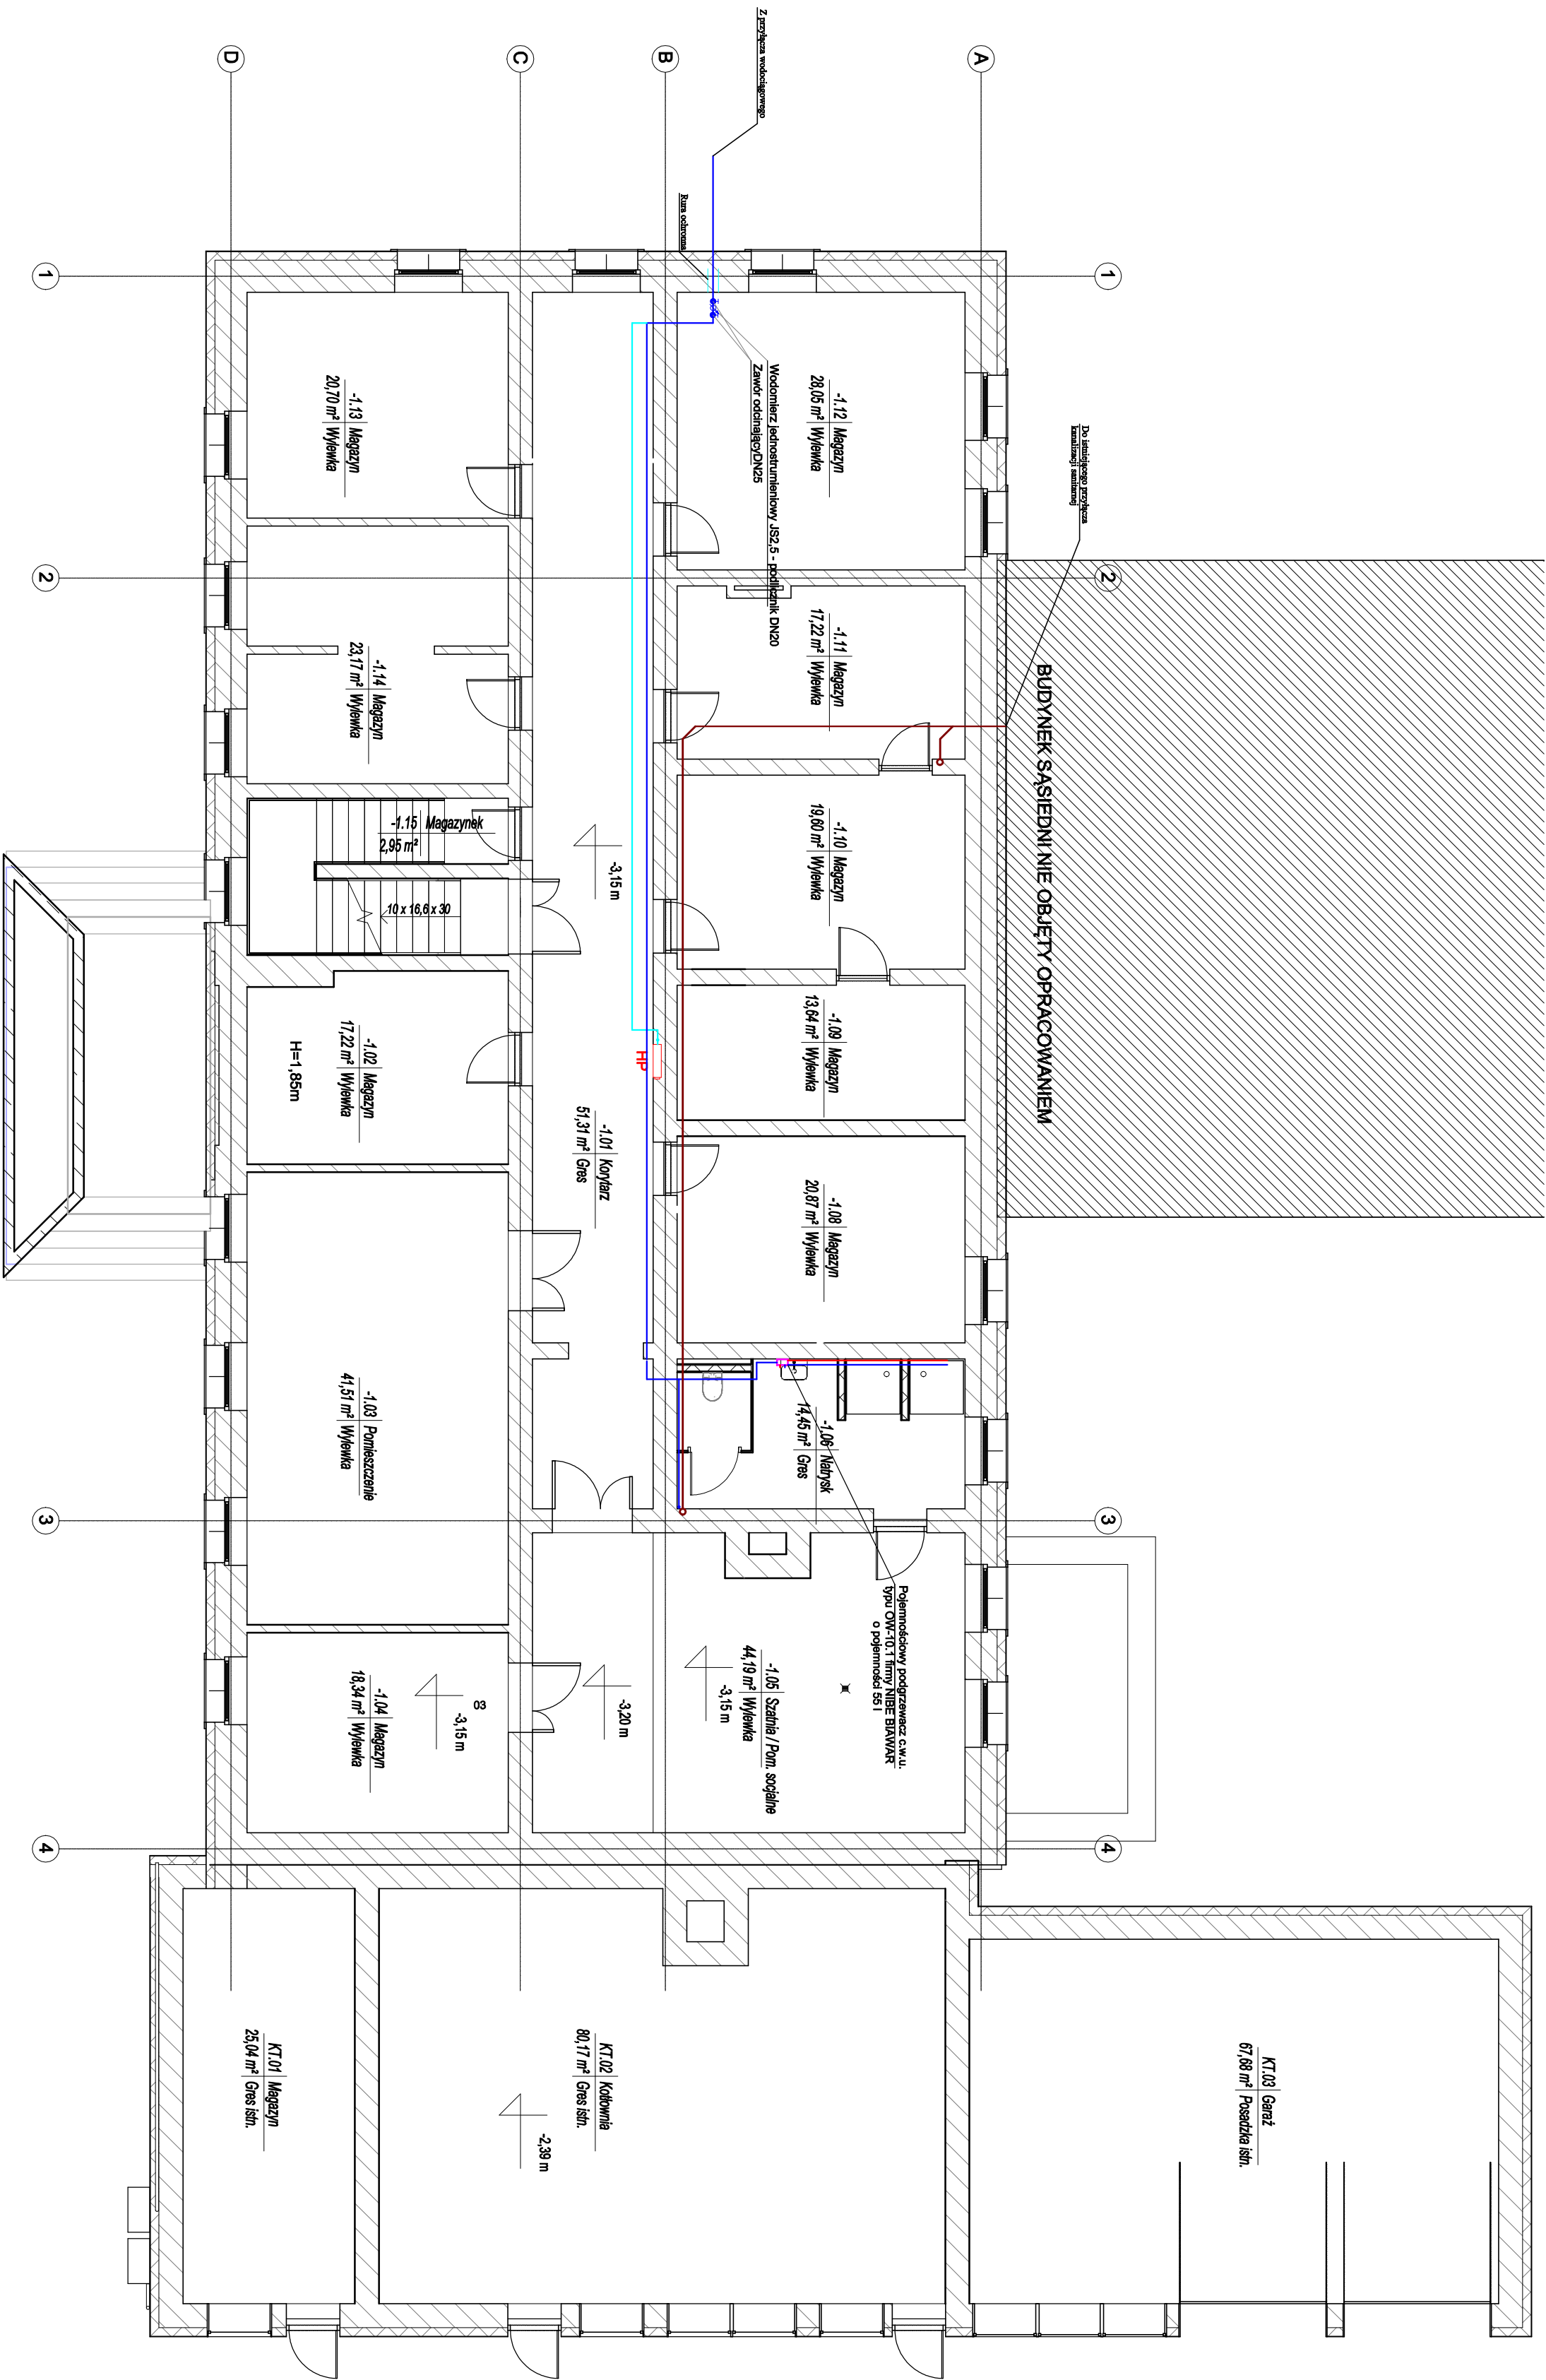 Z przyłącza wodociągowego
Rura ochronna
Do istniejącego przyłącza
kanalizacji sanitarnej
BUDYNEK SĄSIEDNI NIE OBJĘTY OPRACOWANIEM
D
C
B
A
1
1
2
2
3
3
4
4
Wodomierz jednostrumieniowy JS2,5 - podlicznik DN20
Zawór odcinającyDN25
-1.12 Magazyn
28,05 m² Wylewka
-1.11 Magazyn
17,22 m² Wylewka
-1.10 Magazyn
19,60 m² Wylewka
-1.09 Magazyn
13,64 m² Wylewka
-1.08 Magazyn
20,87 m² Wylewka
-1.06 Natrysk
14,45 m² Gres
Pojemnościowy podgrzewacz c.w.u.
typu OW-10.1 firmy NIBE BIAWAR
o pojemności 55 l
-1.05 Szatnia / Pom. socjalne
44,19 m² Wylewka
-3,15 m
-3,20 m
-1.13 Magazyn
20,70 m² Wylewka
-1.14 Magazyn
23,17 m² Wylewka
-1.15 Magazynek
2,95 m²
10 x 16,6 x 30
-3,15 m
HP
-1.01 Korytarz
51,31 m² Gres
-1.02 Magazyn
17,22 m² Wylewka
H=1,85m
-1.03 Pomieszczenie
41,51 m² Wylewka
-1.04 Magazyn
18,34 m² Wylewka
03
-3,15 m
KT.01 Magazyn
25,04 m² Gres istn.
KT.02 Kotłownia
80,17 m² Gres istn.
-2,39 m
KT.03 Garaż
67,68 m² Posadzka istn.